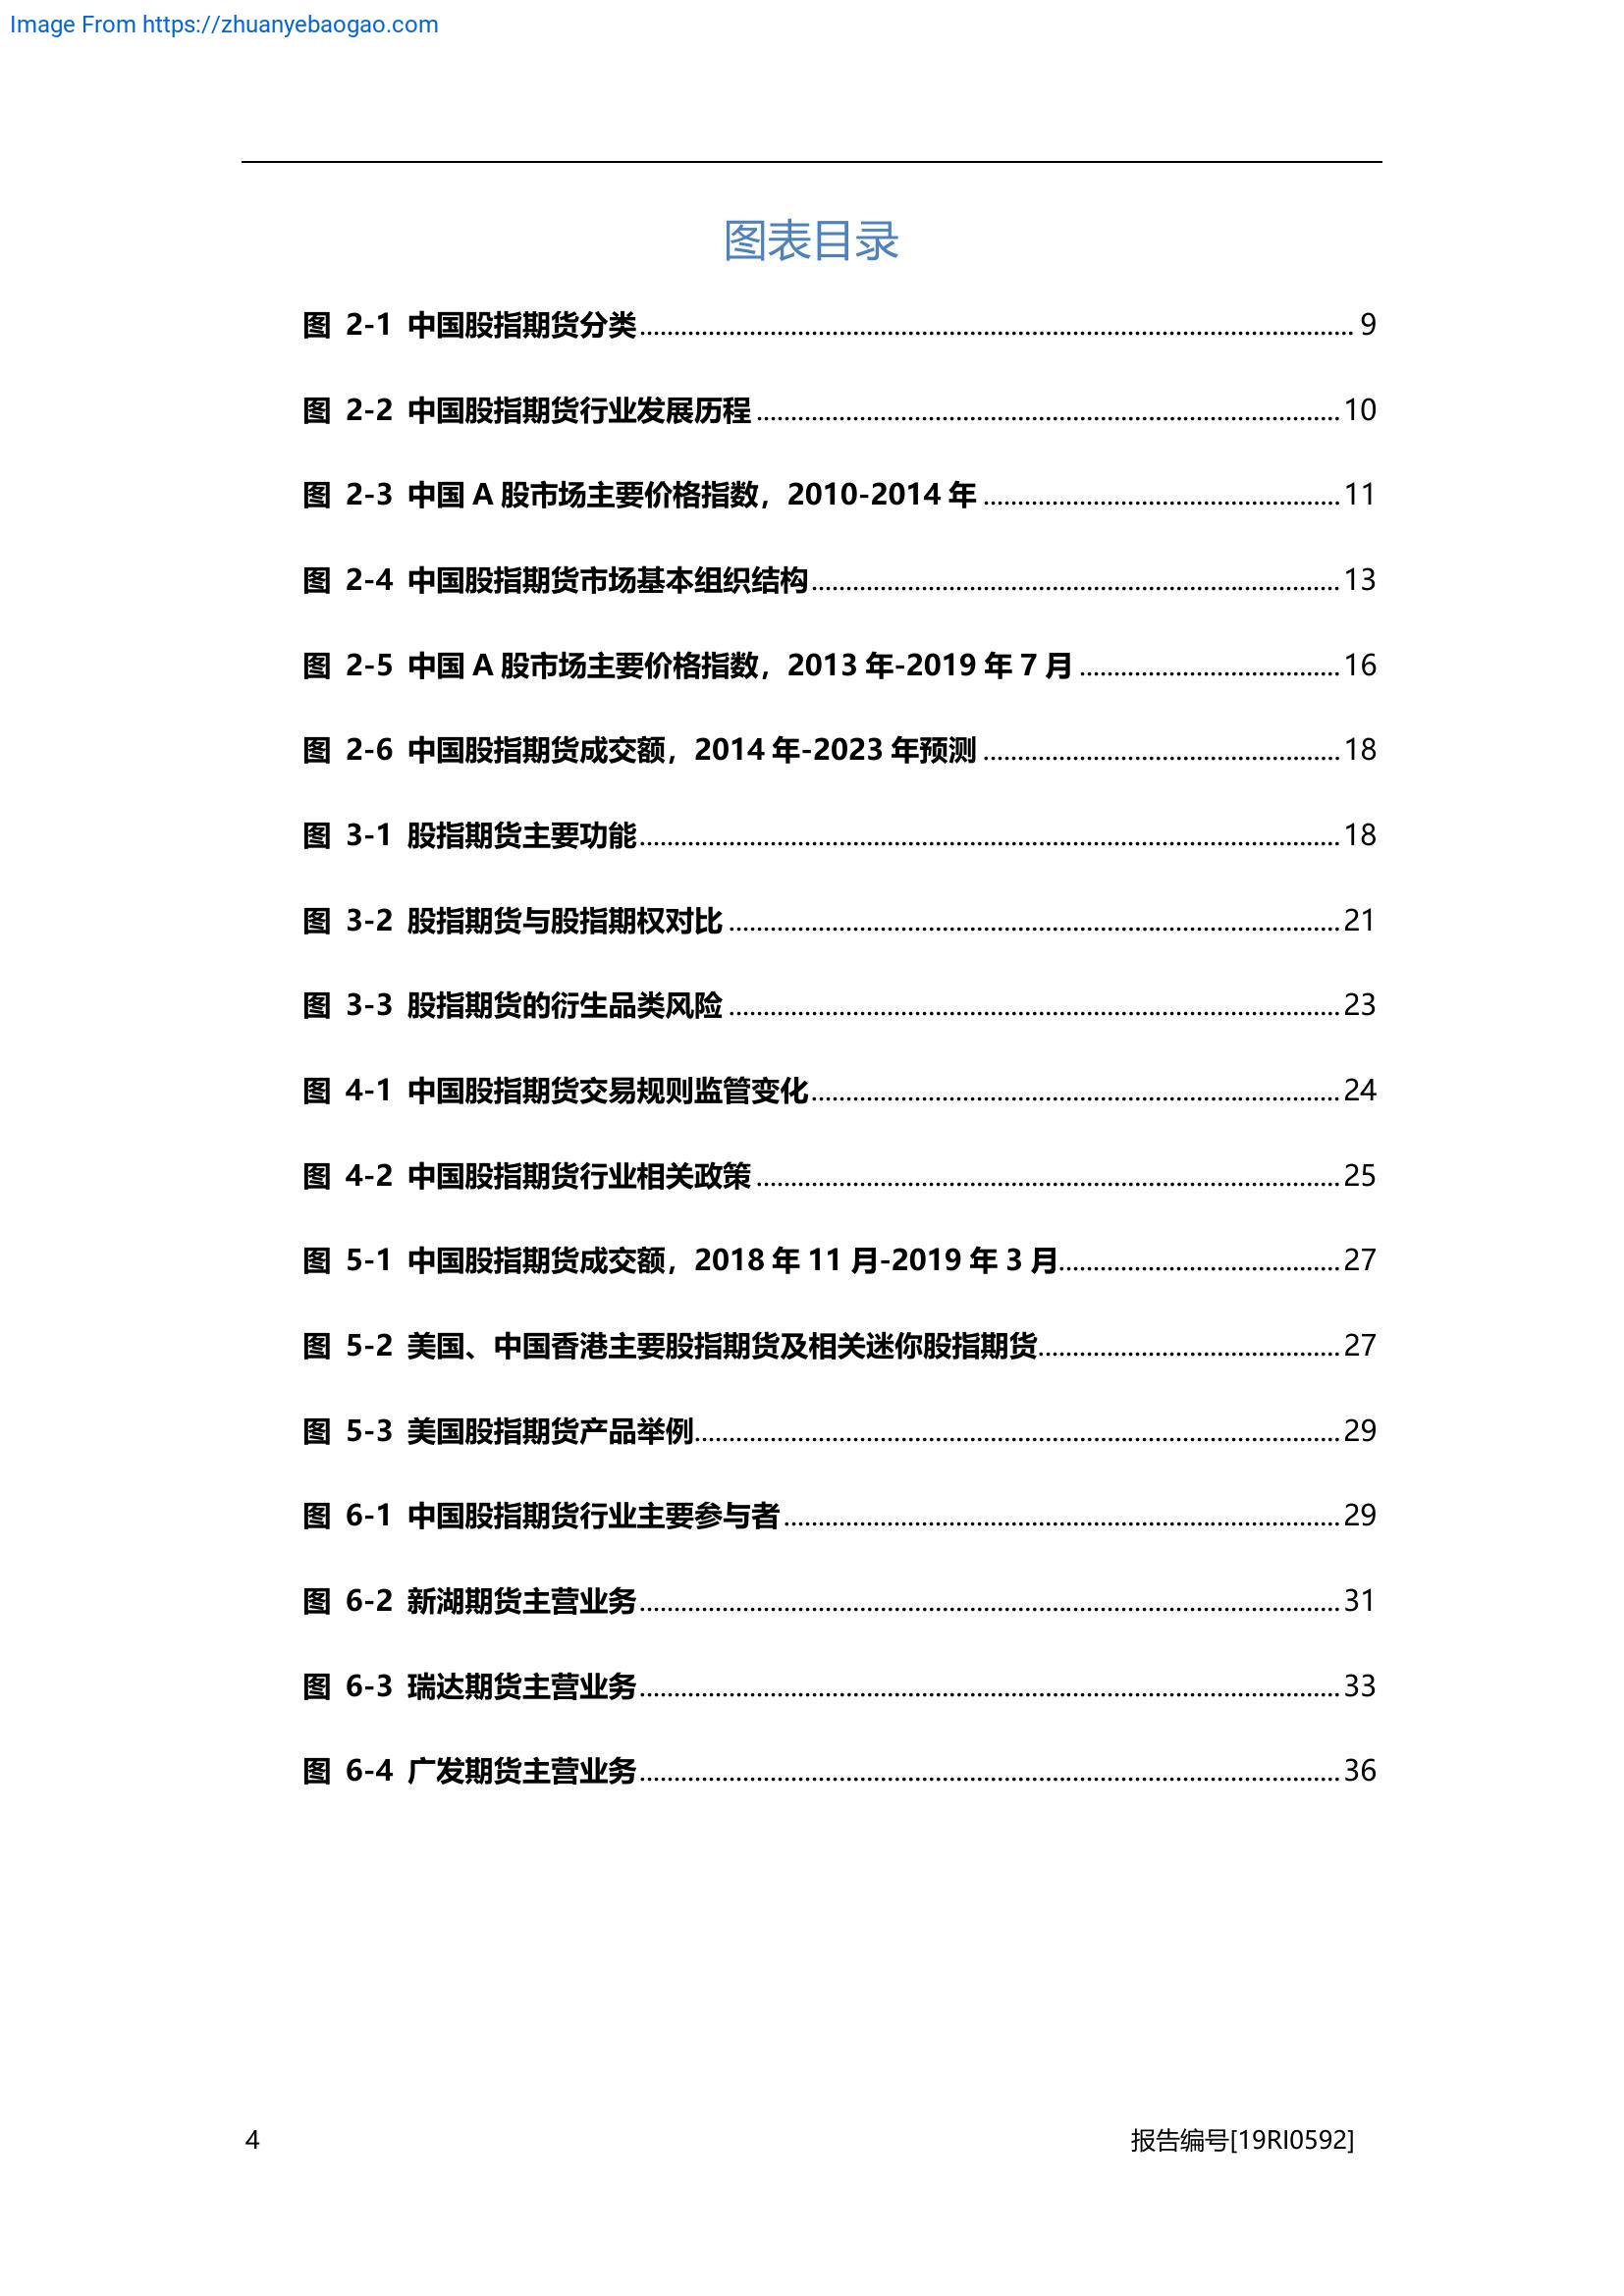 Image From https://zhuanyebaogao.com
图表目录
图 2-1 中国股指期货分类 9
图 2-2 中国股指期货行业发展历程 10
图 2-3 中国 A 股市场主要价格指数，2010-2014 年 11
图 2-4 中国股指期货市场基本组织结构 13
图 2-5 中国 A 股市场主要价格指数，2013 年-2019 年 7 月 16
图 2-6 中国股指期货成交额，2014 年-2023 年预测 18
图 3-1 股指期货主要功能 18
图 3-2 股指期货与股指期权对比 21
图 3-3 股指期货的衍生品类风险 23
图 4-1 中国股指期货交易规则监管变化 24
图 4-2 中国股指期货行业相关政策 25
图 5-1 中国股指期货成交额，2018 年 11 月-2019 年 3 月 27
图 5-2 美国、中国香港主要股指期货及相关迷你股指期货 27
图 5-3 美国股指期货产品举例 29
图 6-1 中国股指期货行业主要参与者 29
图 6-2 新湖期货主营业务 31
图 6-3 瑞达期货主营业务 33
图 6-4 广发期货主营业务 36
4 报告编号[19RI0592]